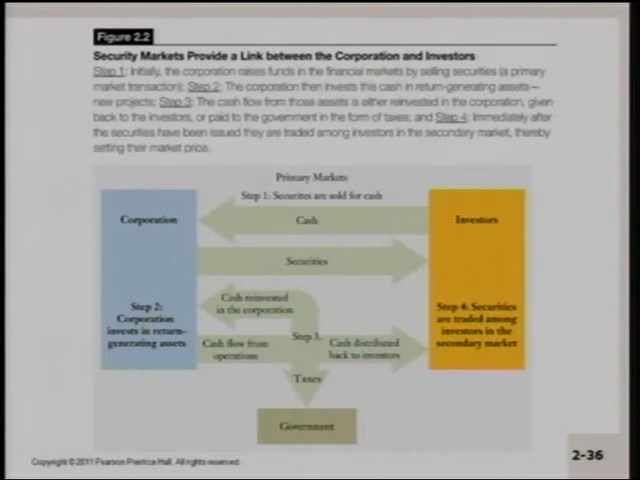 Figure 2.2
Security Markets Provide a Link between the Corporation and Investors
Step 1: Initially, the corporation raises funds in the financial markets by selling securities (a primary
market transaction); Step 2: The corporation then invests this cash in return-generating assets—
new projects; Step 3: The cash flow from those assets is either reinvested in the corporation, given
back to the investors, or paid to the government in the form of taxes; and Step 4: Immediately after
the securities have been issued they are traded among investors in the secondary market, thereby
setting their market price.
Primary Markets
Step 1: Securites are sold for cash
Corporation
Cash
Investors
Securities
Cash reinvested
in the corporation
Step 2:
Corporation
invests in return-
generating assets
Step 4: Securities
are traded among
investors in the
secondary market
Step 3.
Cash flow from
operations
Cash distributed
back to investors
Taxes
Government
Copyright © 2011 Pearson Prentice Hall. All rights reserved.
2-36